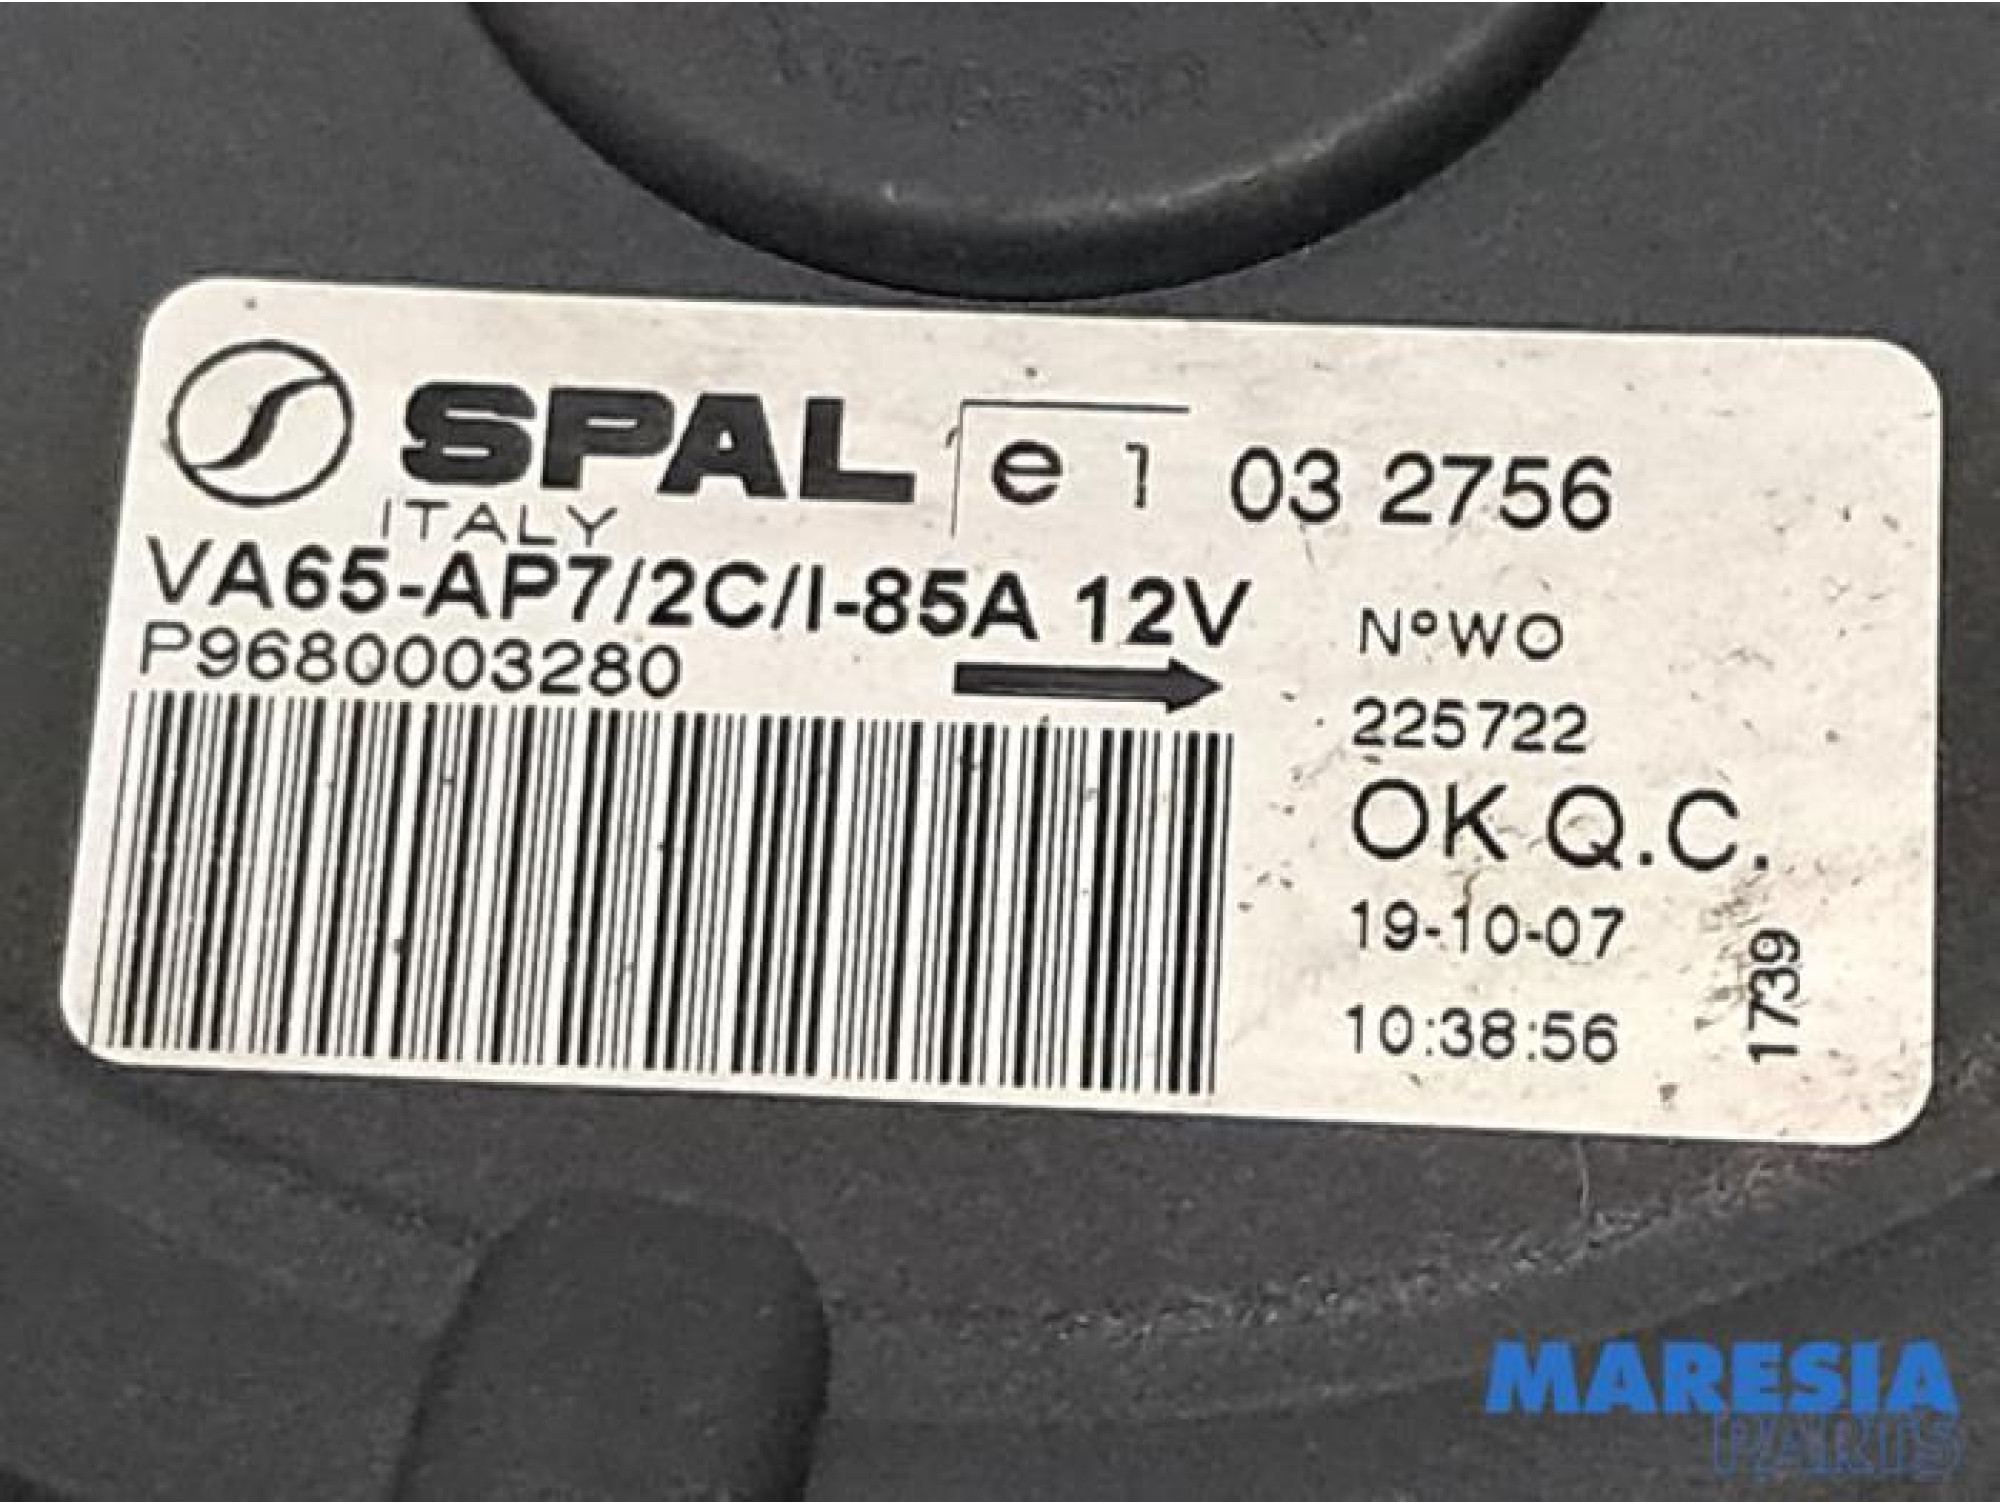 SPAL
ITALY
e 1 03 2756
VA65-AP7/2C/I-85A 12V
P9680003280
N°WO
225722
OK Q.C.
19-10-07
10:38:56
1739
MARESIA
PARTS